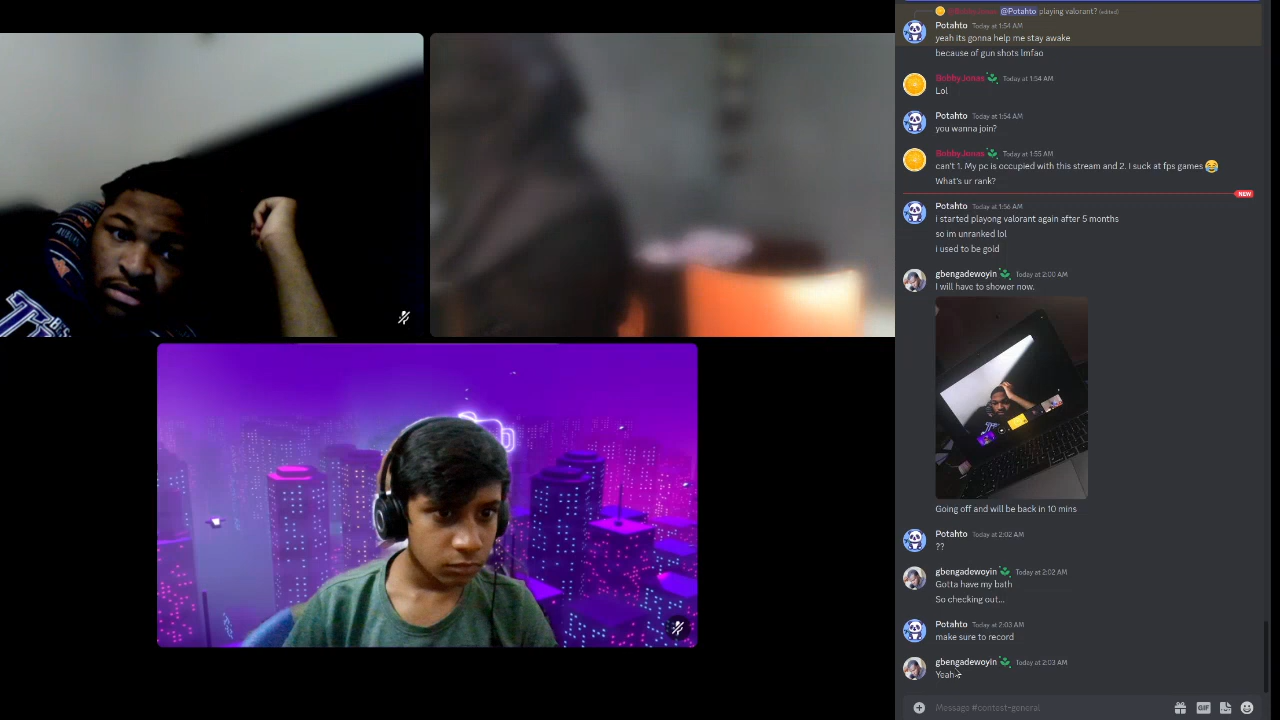 @BobbyJonas @Potahto playing valorant? (edited)
Potahto Today at 1:54 AM
yeah its gonna help me stay awake
because of gun shots lmfao
BobbyJonas Today at 1:54 AM
Lol
Potahto Today at 1:54 AM
you wanna join?
BobbyJonas Today at 1:55 AM
can't 1. My pc is occupied with this stream and 2. I suck at fps games 😂
What's ur rank?
NEW
Potahto Today at 1:56 AM
i started playong valorant again after 5 months
so im unranked lol
i used to be gold
gbengadewoyin Today at 2:00 AM
I will have to shower now.
Going off and will be back in 10 mins
Potahto Today at 2:02 AM
??
gbengadewoyin Today at 2:02 AM
Gotta have my bath
So checking out...
Potahto Today at 2:03 AM
make sure to record
gbengadewoyin Today at 2:03 AM
Yeah
Message #contest-general
GIF